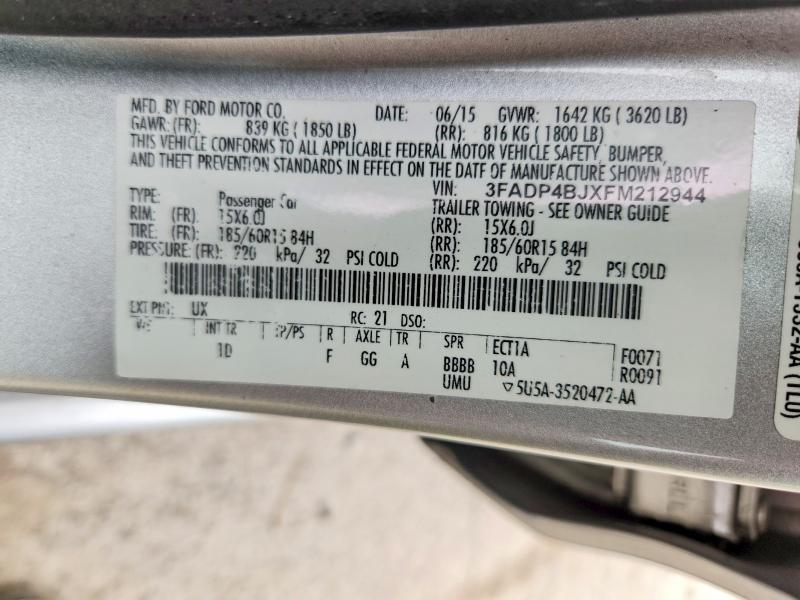 MFD. BY FORD MOTOR CO. DATE: 06/15 GVWR: 1642 KG ( 3620 LB)
GAWR: (FR): 839 KG ( 1850 LB) (RR): 816 KG ( 1800 LB)
THIS VEHICLE CONFORMS TO ALL APPLICABLE FEDERAL MOTOR VEHICLE SAFETY, BUMPER,
AND THEFT PREVENTION STANDARDS IN EFFECT ON THE DATE OF MANUFACTURE SHOWN ABOVE.
VIN: 3FADP4BJXFM212944
TYPE: Passenger Car TRAILER TOWING - SEE OWNER GUIDE
RIM: (FR): 15X6.0J (RR): 15X6.0J
TIRE: (FR): 185/60R15 84H (RR): 185/60R15 84H
PRESSURE: (FR): 220 kPa/ 32 PSI COLD (RR): 220 kPa/ 32 PSI COLD
EXT PNT: UX RC: 21 DSO:
INT TR TP/PS R AXLE TR SPR ECT1A F0071
1D F GG A BBBB 10A R0091
UMU ▽5U5A-3520472-AA